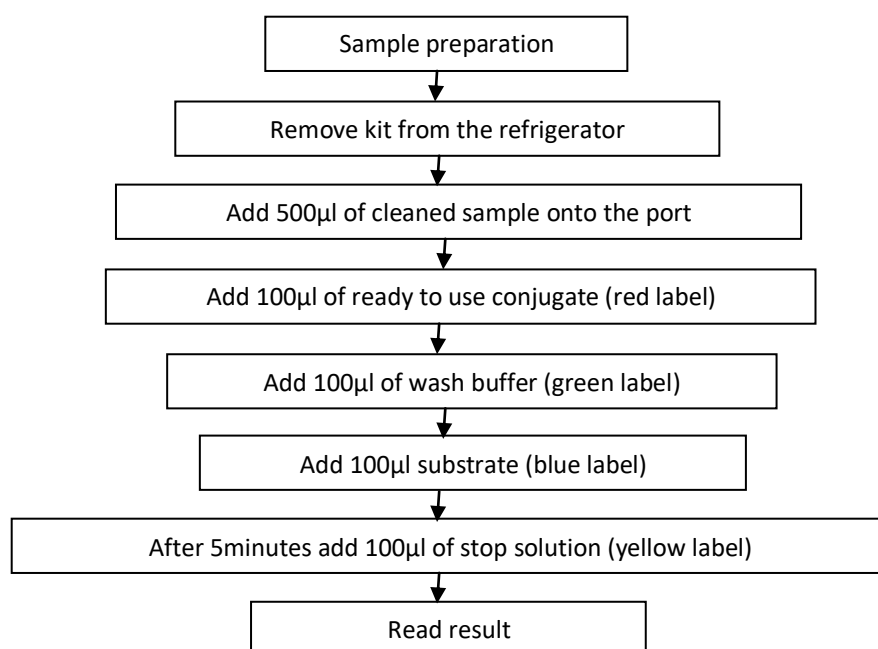 Sample preparation
Remove kit from the refrigerator
Add 500µl of cleaned sample onto the port
Add 100µl of ready to use conjugate (red label)
Add 100µl of wash buffer (green label)
Add 100µl substrate (blue label)
After 5minutes add 100µl of stop solution (yellow label)
Read result